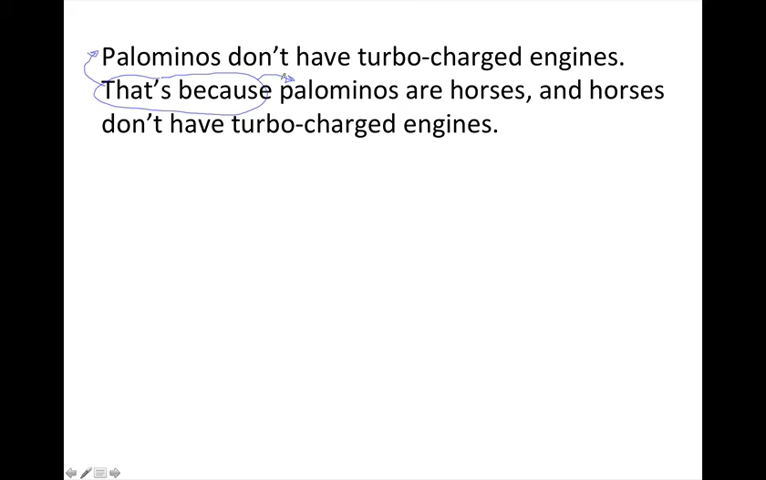 Palominos don’t have turbo-charged engines.
That’s because palominos are horses, and horses
don’t have turbo-charged engines.